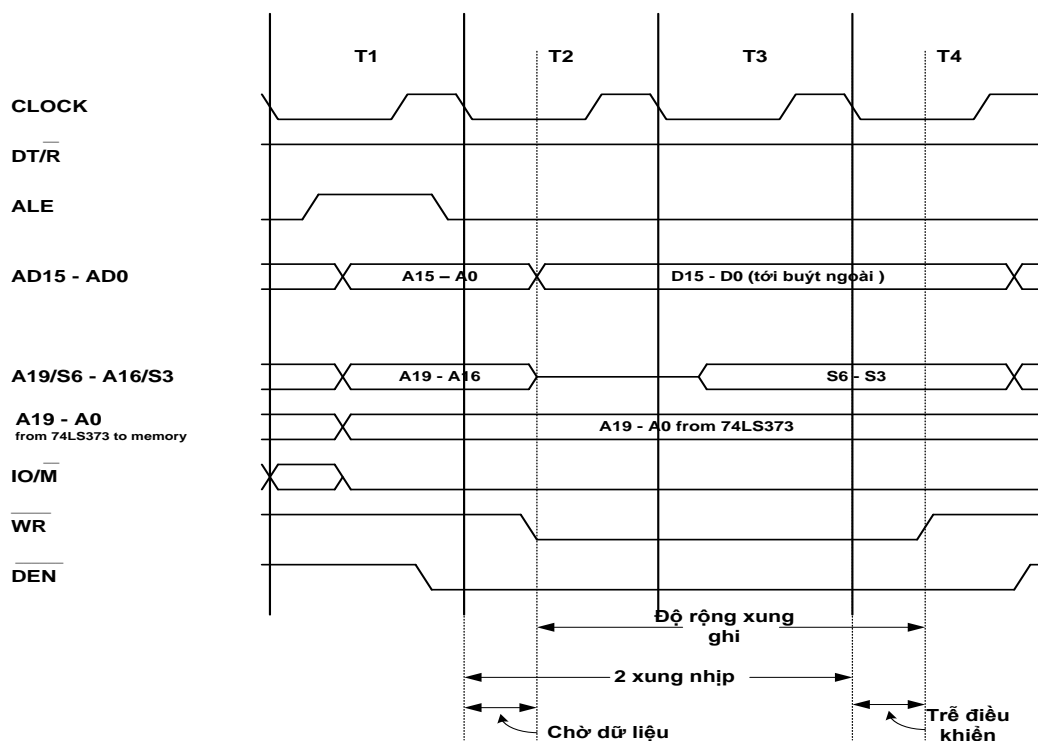 T1
T2
T3
T4
CLOCK
DT/R̅
ALE
AD15 - AD0
A15 – A0
D15 - D0 (tới buýt ngoài )
A19/S6 - A16/S3
A19 - A16
S6 - S3
A19 - A0
from 74LS373 to memory
A19 - A0 from 74LS373
IO/M̅
W̅R̅
D̅E̅N̅
Độ rộng xung
ghi
2 xung nhịp
Chờ dữ liệu
Trễ điều
khiển